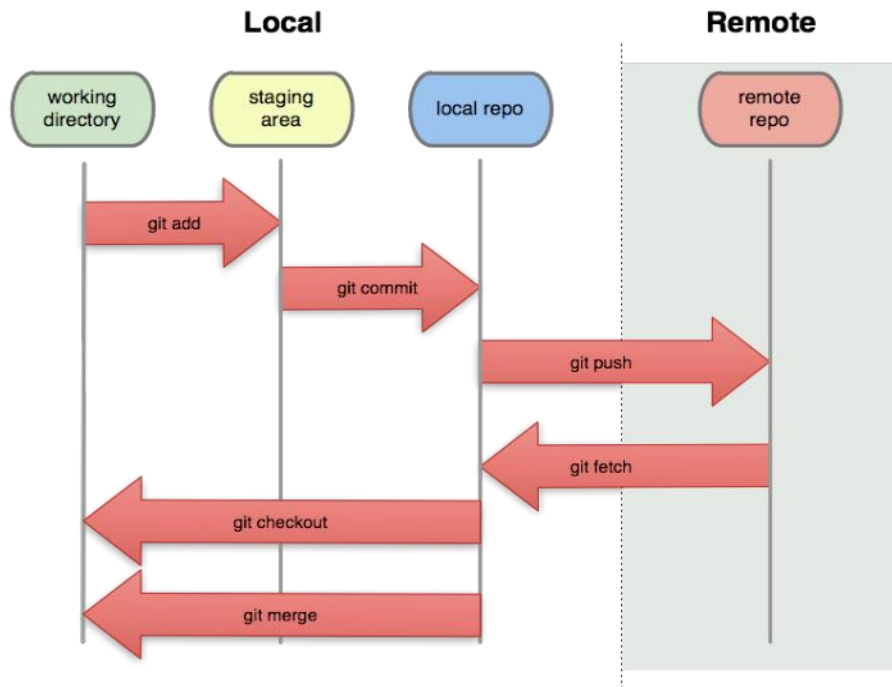 Local
Remote
working
directory
staging
area
local repo
remote
repo
git add
git commit
git push
git fetch
git checkout
git merge